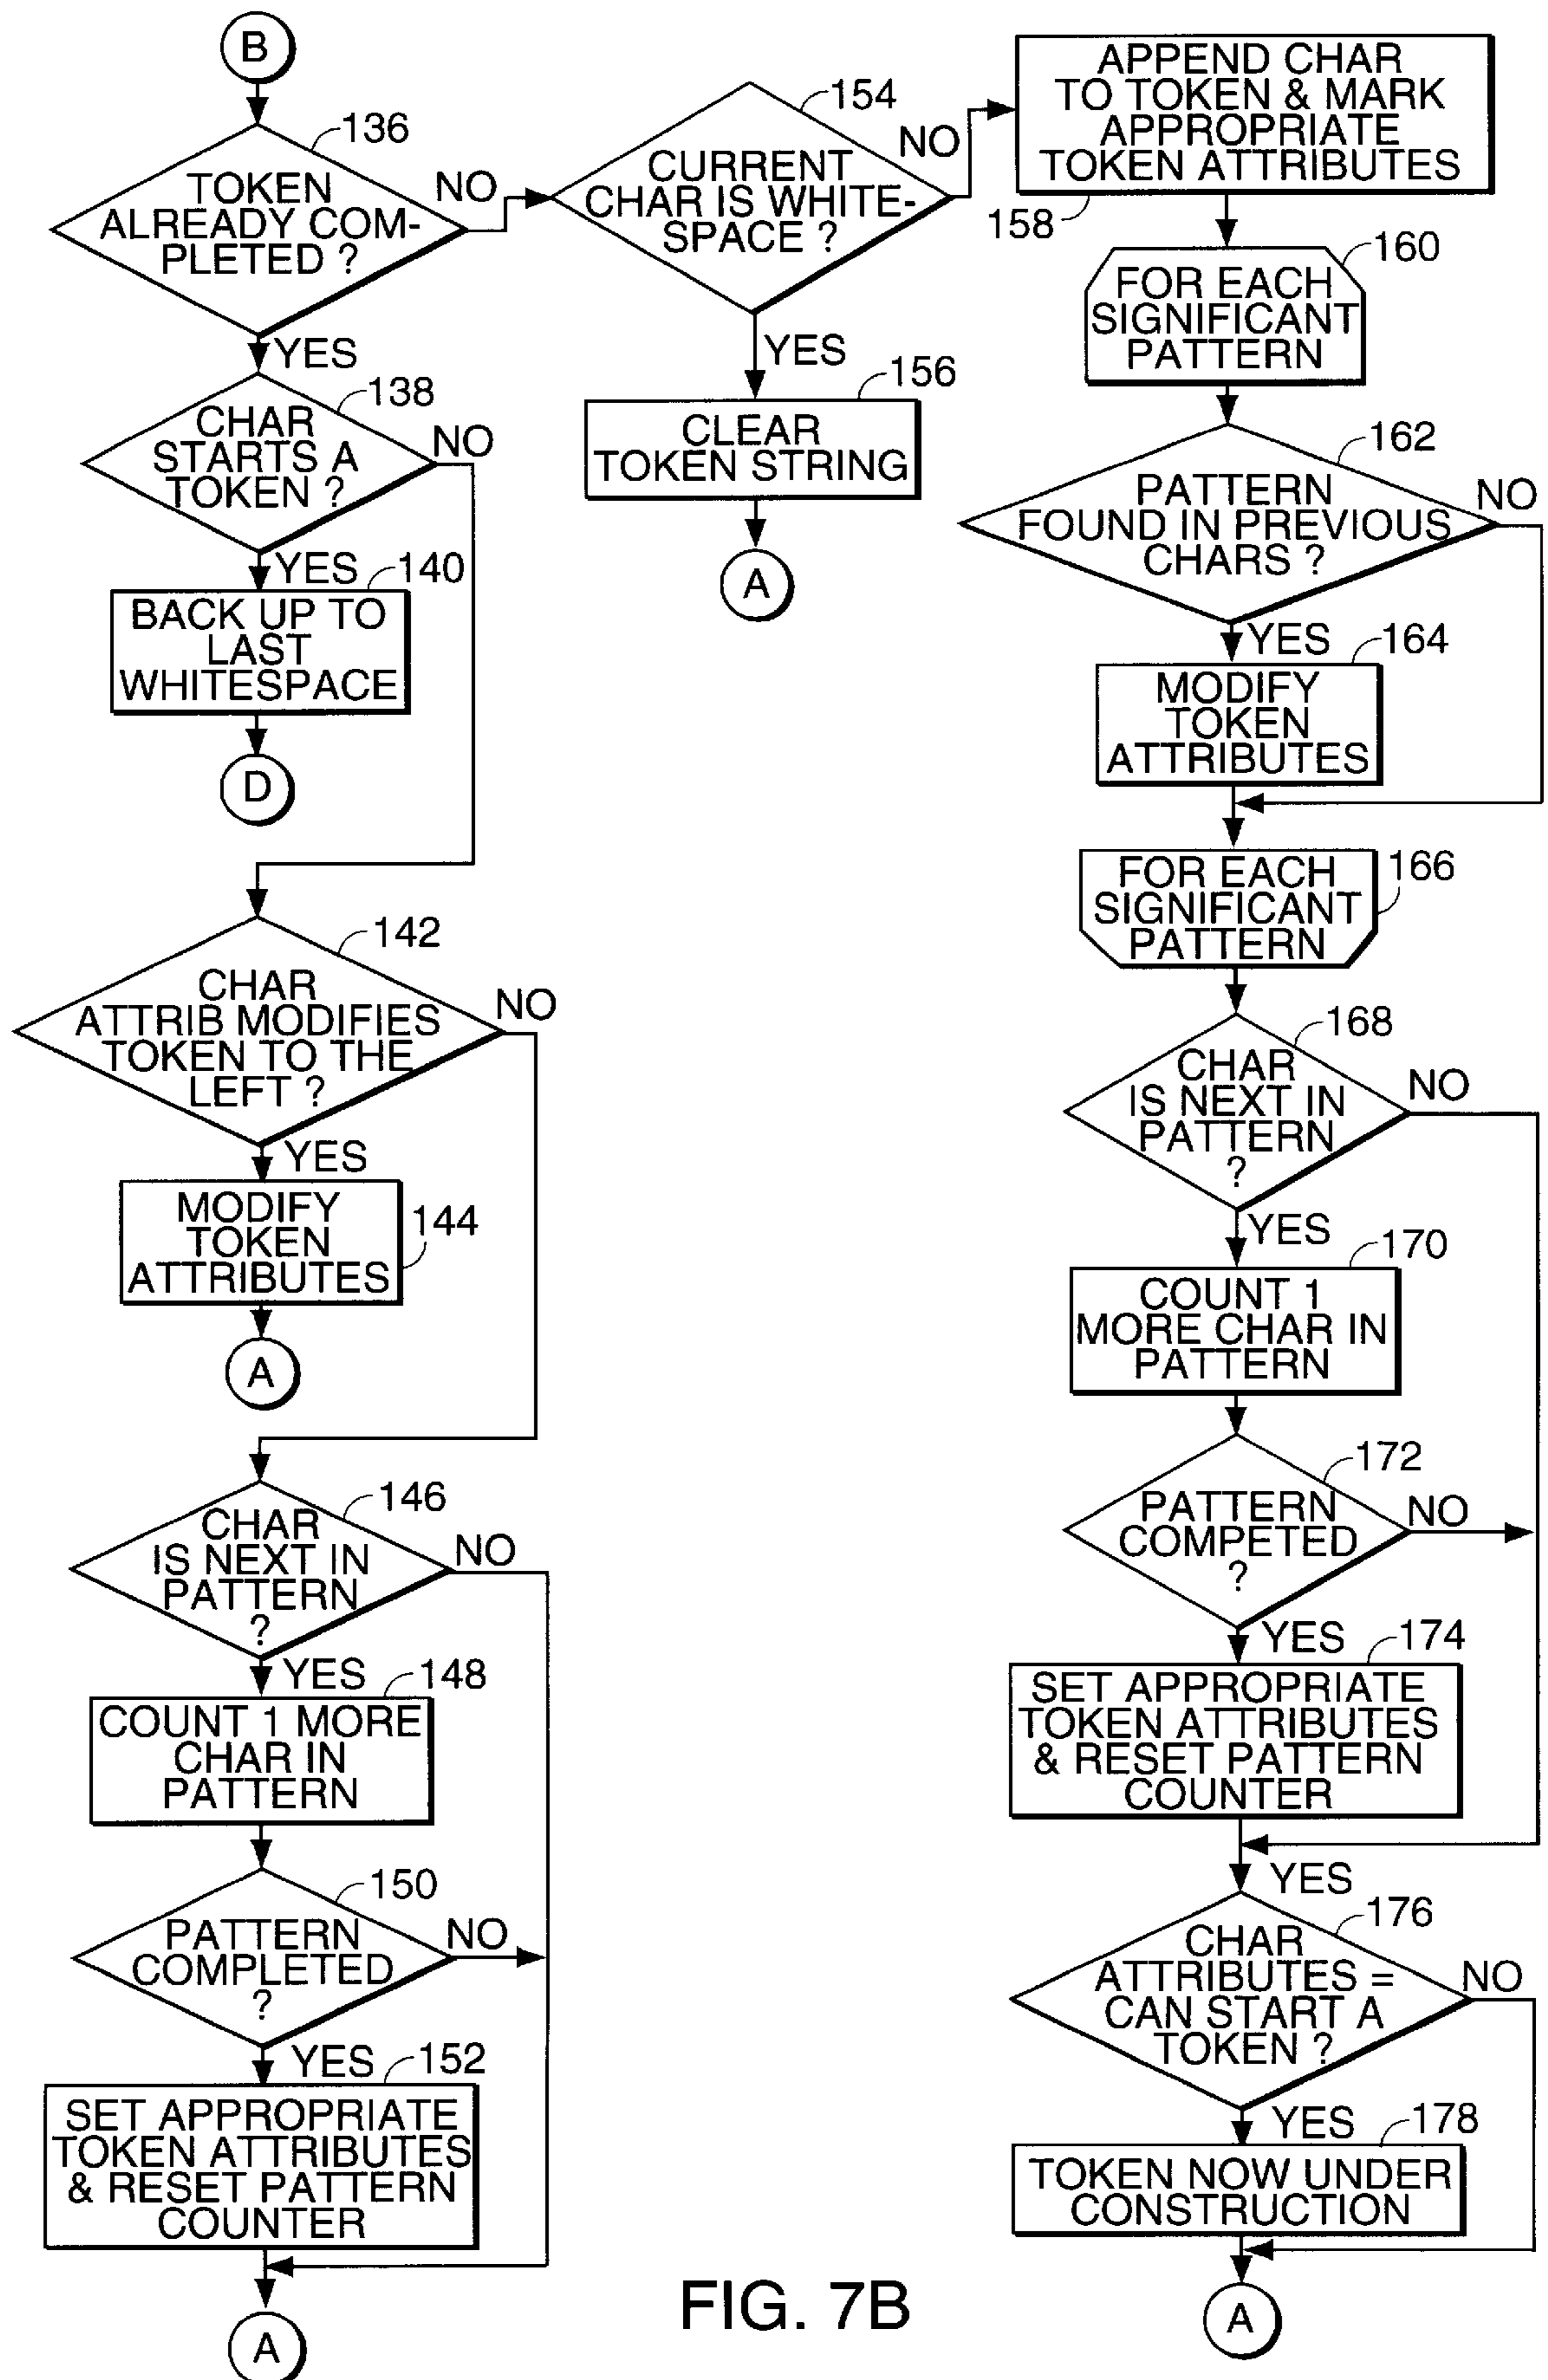 B
136
TOKEN
ALREADY COM-
PLETED ?
NO
YES
138
CHAR
STARTS A
TOKEN ?
NO
YES
140
BACK UP TO
LAST
WHITESPACE
D
142
CHAR
ATTRIB MODIFIES
TOKEN TO THE
LEFT ?
NO
YES
144
MODIFY
TOKEN
ATTRIBUTES
A
146
CHAR
IS NEXT IN
PATTERN
?
NO
YES
148
COUNT 1 MORE
CHAR IN
PATTERN
150
PATTERN
COMPLETED
?
NO
YES
152
SET APPROPRIATE
TOKEN ATTRIBUTES
& RESET PATTERN
COUNTER
A
154
CURRENT
CHAR IS WHITE-
SPACE ?
NO
YES
156
CLEAR
TOKEN STRING
A
APPEND CHAR
TO TOKEN & MARK
APPROPRIATE
TOKEN ATTRIBUTES
158
160
FOR EACH
SIGNIFICANT
PATTERN
162
PATTERN
FOUND IN PREVIOUS
CHARS ?
NO
YES
164
MODIFY
TOKEN
ATTRIBUTES
166
FOR EACH
SIGNIFICANT
PATTERN
168
CHAR
IS NEXT IN
PATTERN
?
NO
YES
170
COUNT 1
MORE CHAR IN
PATTERN
172
PATTERN
COMPETED
?
NO
YES
174
SET APPROPRIATE
TOKEN ATTRIBUTES
& RESET PATTERN
COUNTER
YES
176
CHAR
ATTRIBUTES =
CAN START A
TOKEN ?
NO
YES
178
TOKEN NOW UNDER
CONSTRUCTION
A
FIG. 7B